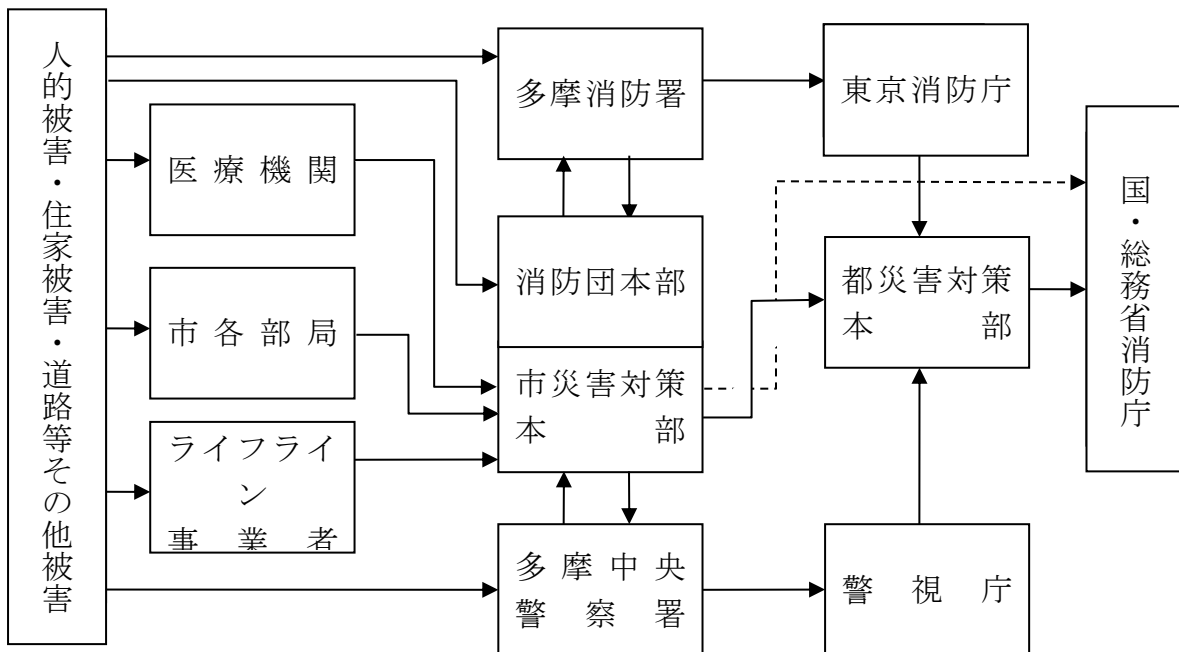 人的被害・住家被害・道路等その他被害
医療機関
市各部局
ライフライ
ン
事業者
多摩消防署
消防団本部
市災害対策
本部
多摩中央
警察署
東京消防庁
都災害対策
本部
警視庁
国・総務省消防庁